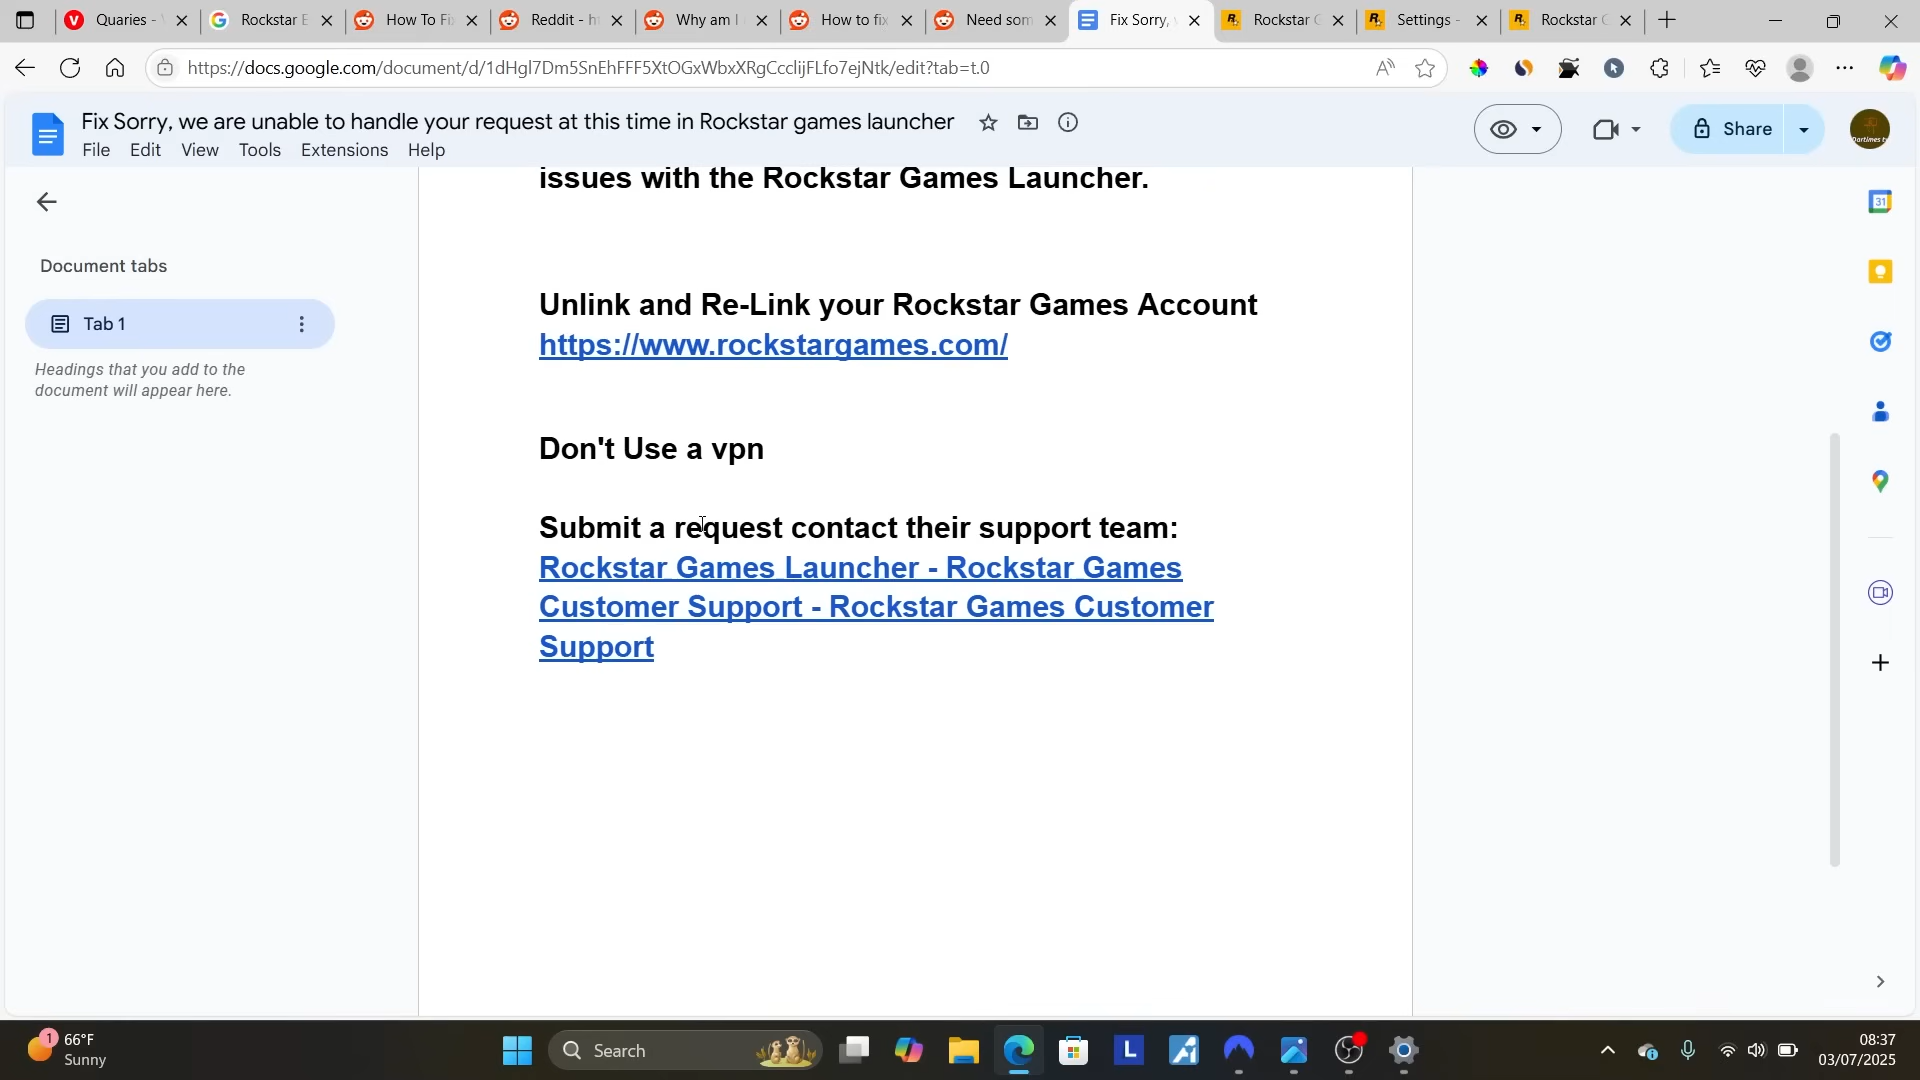 Quaries -
Rockstar E
How To Fi
Reddit - h
Why am I
How to fix
Need som
Fix Sorry,
Rockstar G
Settings -
Rockstar G
https://docs.google.com/document/d/1dHgl7Dm5SnEhFFF5XtOGxWbxXRgCcclijFLfo7ejNtk/edit?tab=t.0
Fix Sorry, we are unable to handle your request at this time in Rockstar games launcher
File Edit View Tools Extensions Help
Share
issues with the Rockstar Games Launcher.
Document tabs
Tab 1
Headings that you add to the
document will appear here.
Unlink and Re-Link your Rockstar Games Account
https://www.rockstargames.com/
Don't Use a vpn
Submit a request contact their support team:
Rockstar Games Launcher - Rockstar Games
Customer Support - Rockstar Games Customer
Support
66°F
Sunny
Search
08:37
03/07/2025